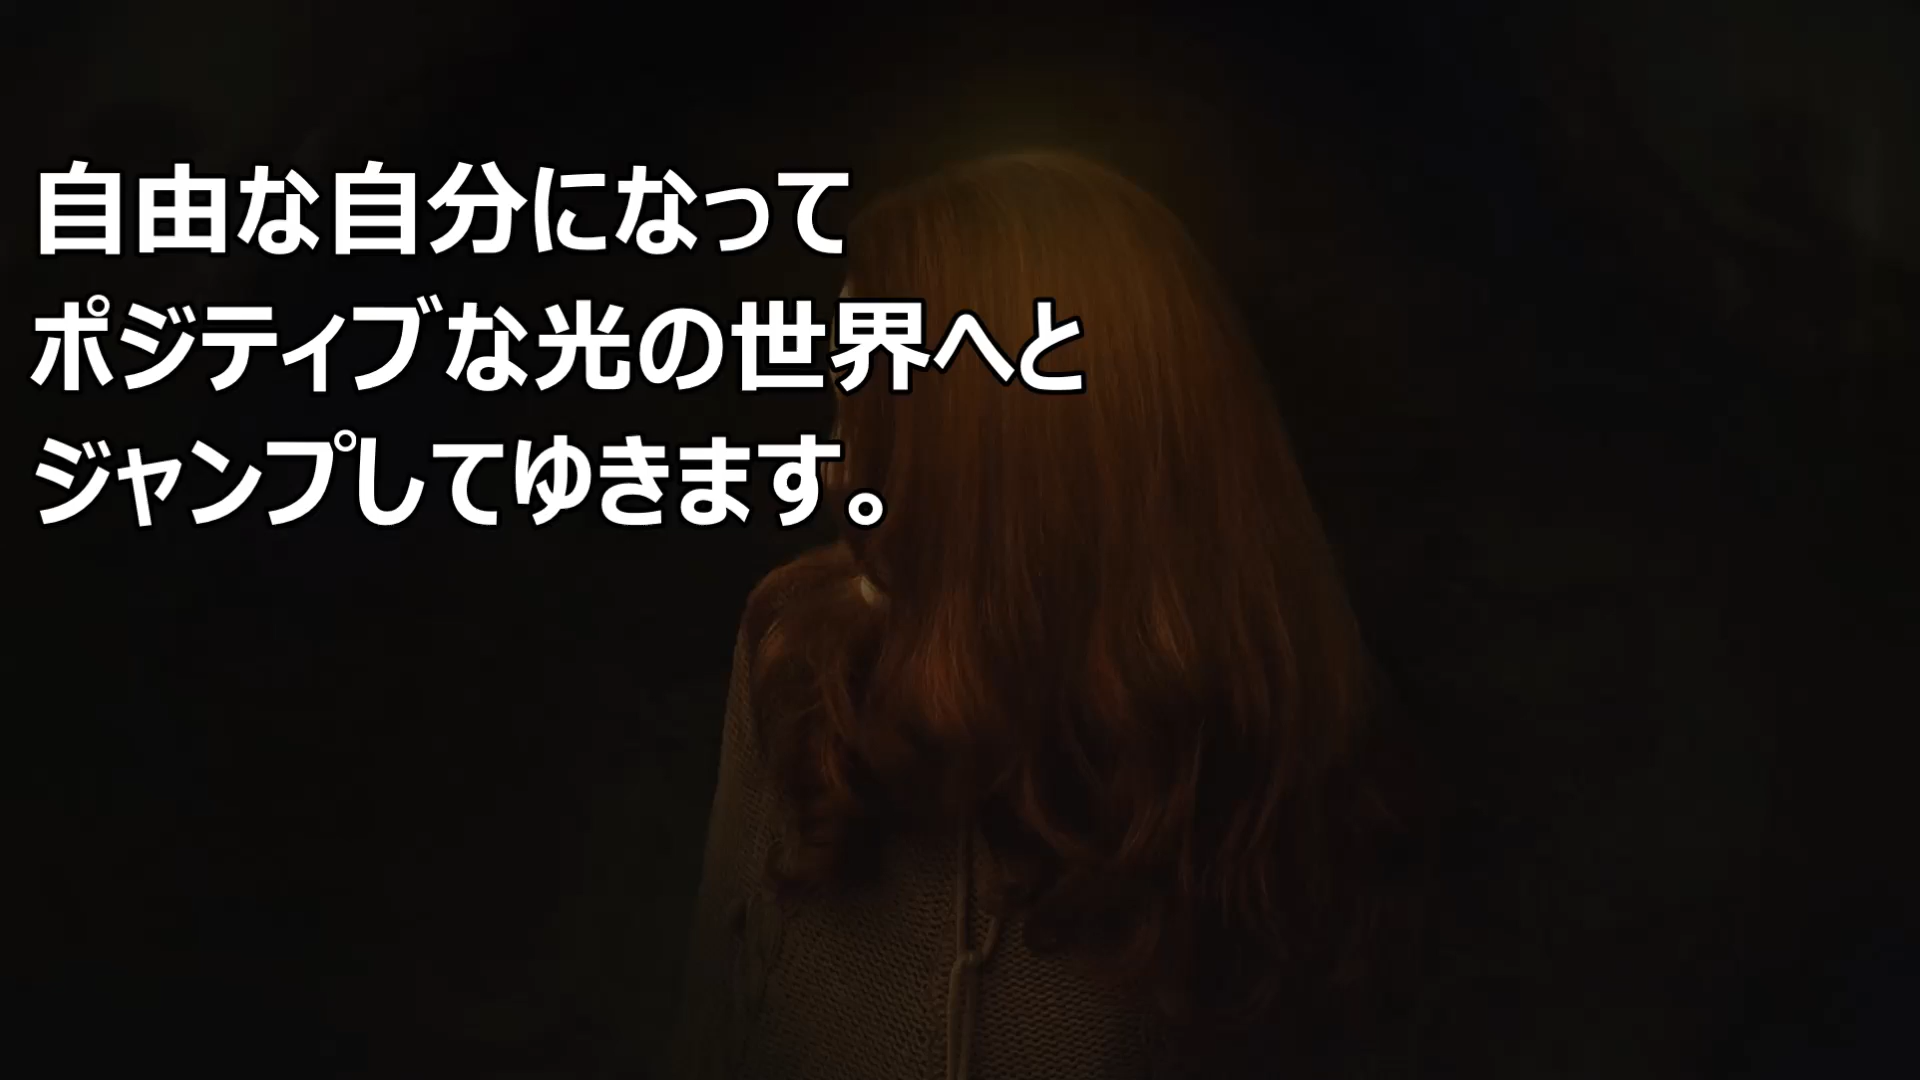 自由な自分になって
ポジティブな光の世界へと
ジャンプしてゆきます。